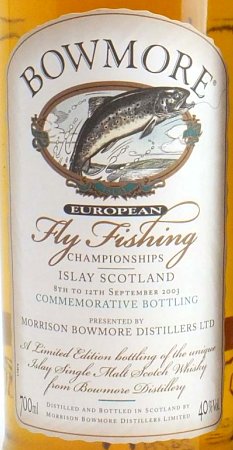 BOWMORE®
EUROPEAN
Fly Fishing
CHAMPIONSHIPS
ISLAY SCOTLAND
8TH TO 12TH SEPTEMBER 2003
COMMEMORATIVE BOTTLING
PRESENTED BY
MORRISON BOWMORE DISTILLERS LTD
A Limited Edition bottling of the unique
Islay Single Malt Scotch Whisky
from Bowmore Distillery
700ml
40%Vol.
DISTILLED AND BOTTLED IN SCOTLAND BY
MORRISON BOWMORE DISTILLERS LIMITED